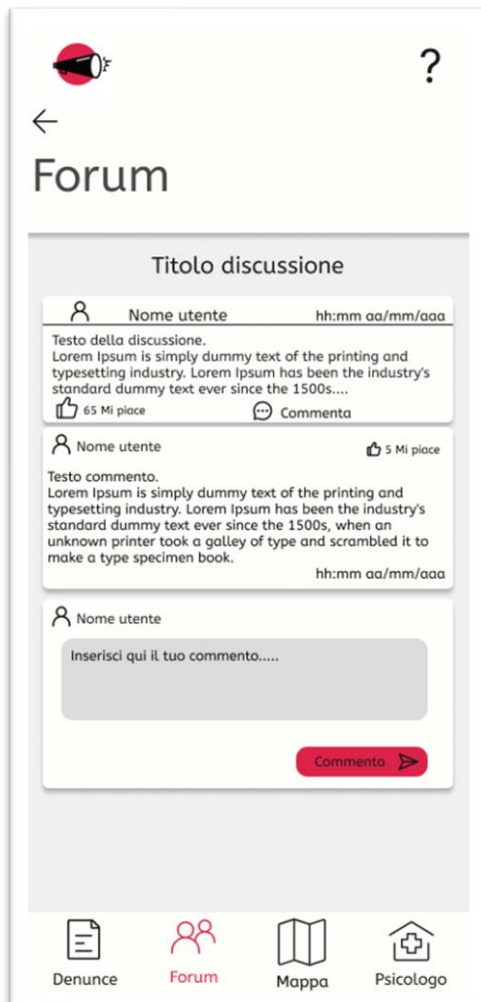 ?
Forum
Titolo discussione
Nome utente hh:mm aa/mm/aaa
Testo della discussione.
Lorem Ipsum is simply dummy text of the printing and
typesetting industry. Lorem Ipsum has been the industry's
standard dummy text ever since the 1500s....
65 Mi piace Commenta
Nome utente 5 Mi piace
Testo commento.
Lorem Ipsum is simply dummy text of the printing and
typesetting industry. Lorem Ipsum has been the industry's
standard dummy text ever since the 1500s, when an
unknown printer took a galley of type and scrambled it to
make a type specimen book.
hh:mm aa/mm/aaa
Nome utente
Inserisci qui il tuo commento.....
Commenta
Denunce Forum Mappa Psicologo